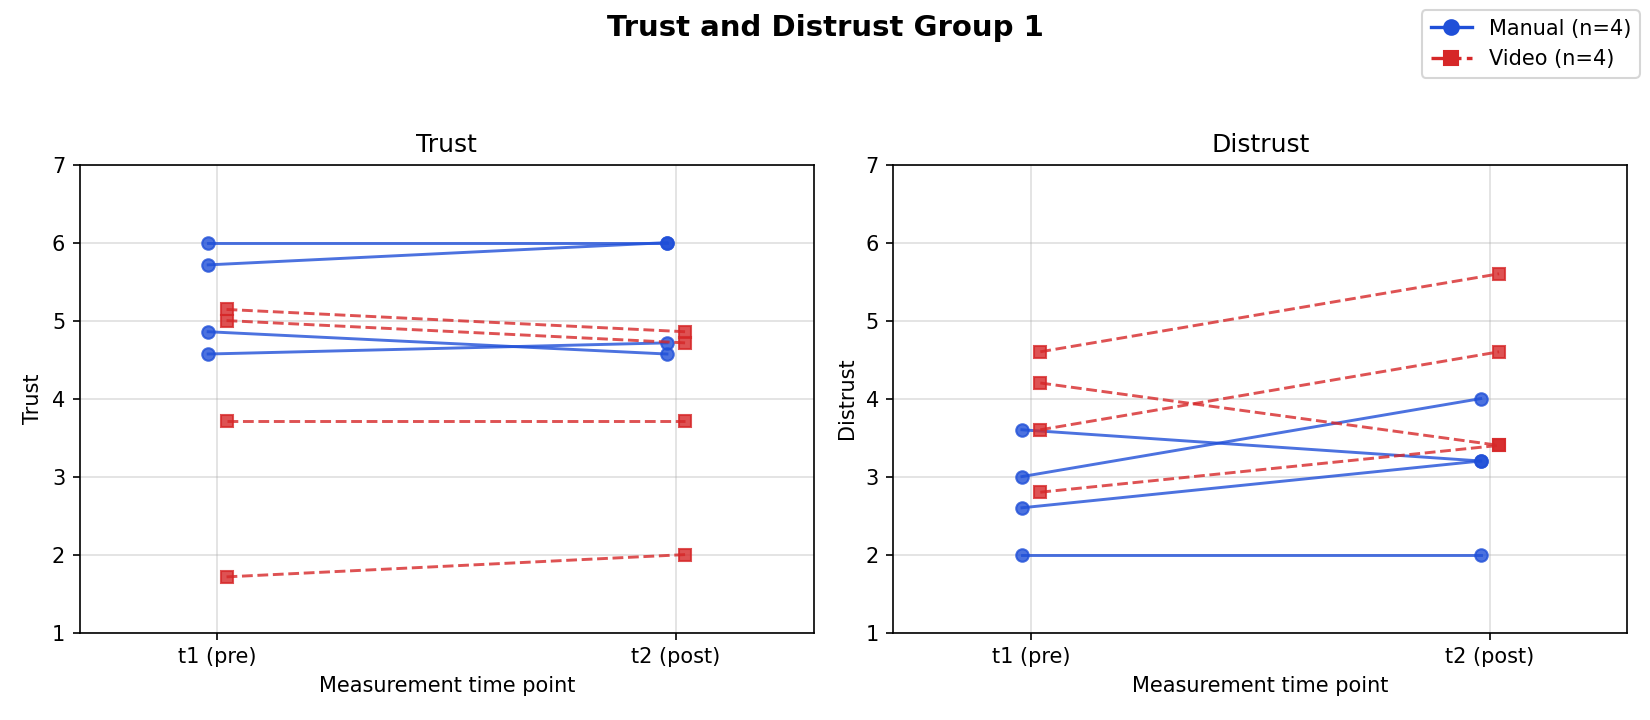 Trust and Distrust Group 1
Manual (n=4)
Video (n=4)
Trust
7
6
5
4
3
2
1
Trust
t1 (pre)
t2 (post)
Measurement time point
Distrust
7
6
5
4
3
2
1
Distrust
t1 (pre)
t2 (post)
Measurement time point